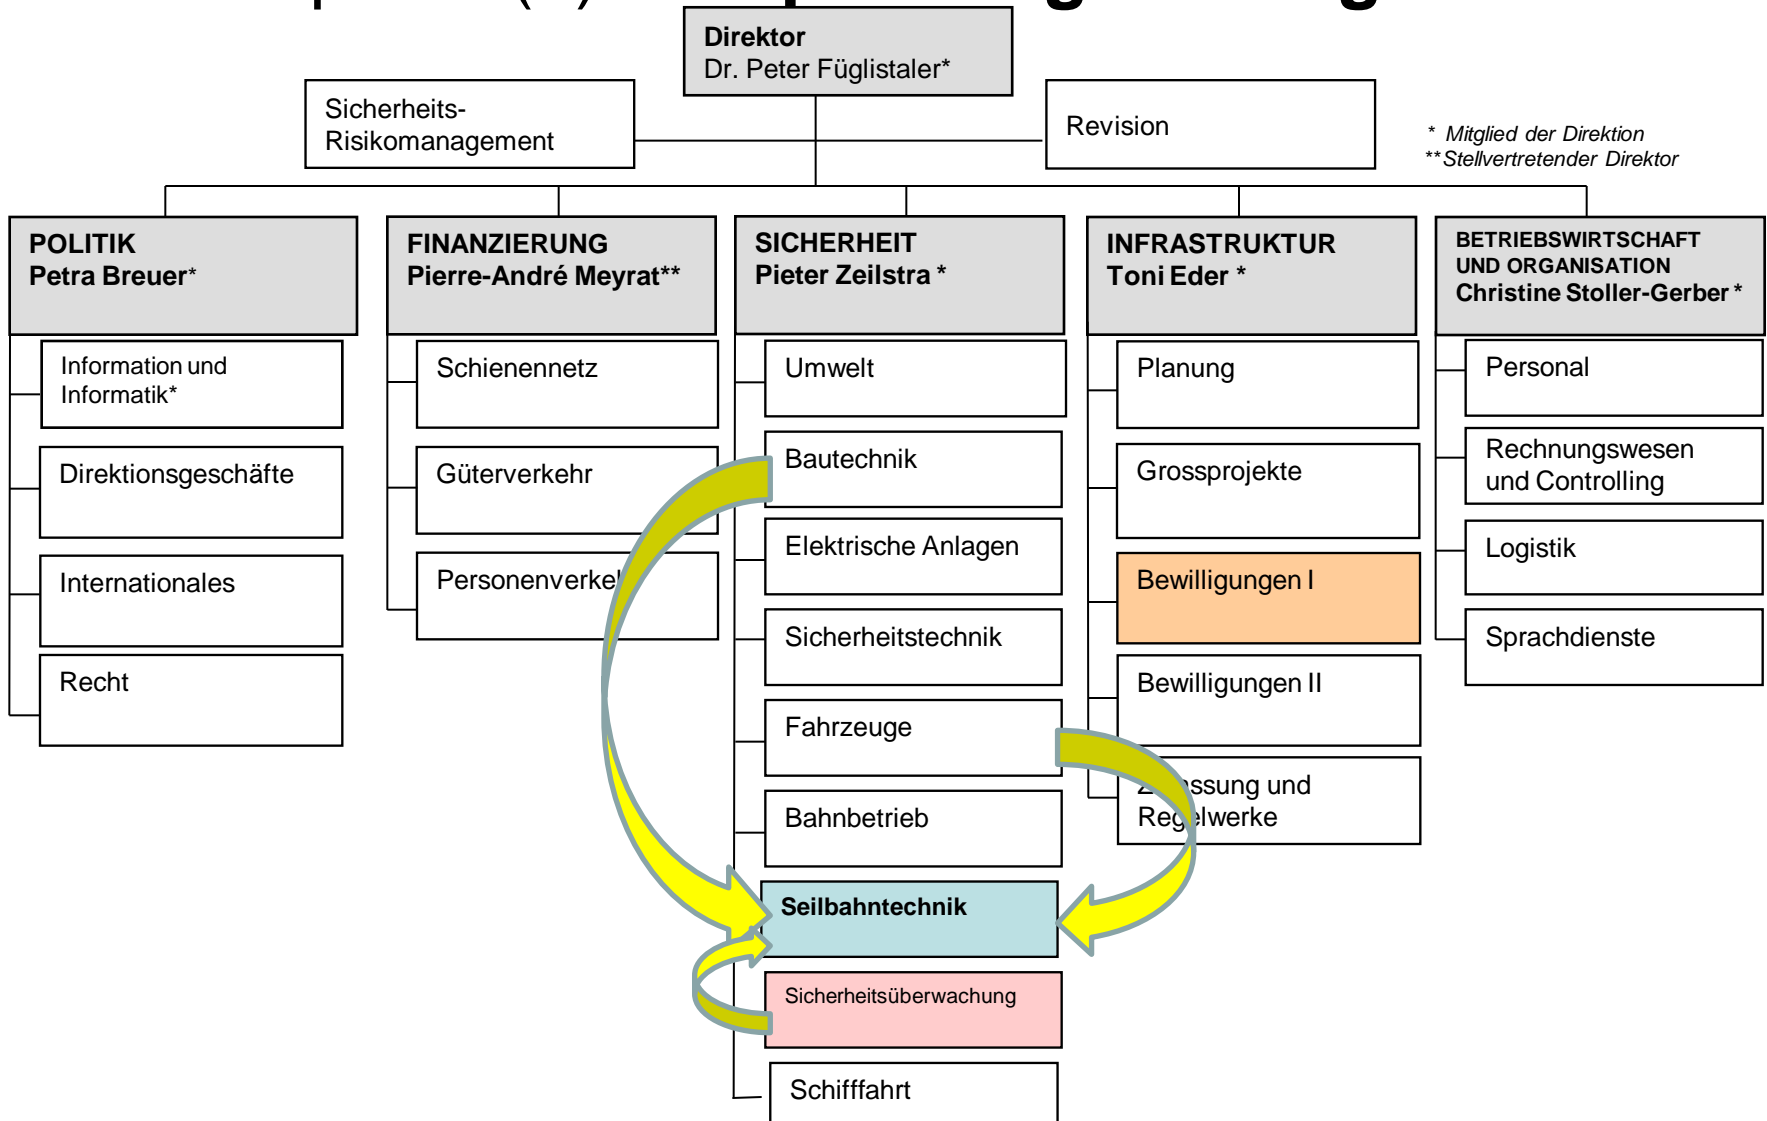 Direktor
Dr. Peter Füglistaler*
Sicherheits-
Risikomanagement
Revision
* Mitglied der Direktion
**Stellvertretender Direktor
POLITIK
Petra Breuer*
Information und
Informatik*
Direktionsgeschäfte
Internationales
Recht
FINANZIERUNG
Pierre-André Meyrat**
Schienennetz
Güterverkehr
SICHERHEIT
Pieter Zeilstra *
Umwelt
Bautechnik
Elektrische Anlagen
Sicherheitstechnik
Fahrzeuge
Bahnbetrieb
Seilbahntechnik
Sicherheitsüberwachung
Schifffahrt
INFRASTRUKTUR
Toni Eder *
Planung
Grossprojekte
Bewilligungen I
Bewilligungen II
und
Regelwerke
BETRIEBSWIRTSCHAFT
UND ORGANISATION
Christine Stoller-Gerber *
Personal
Rechnungswesen
und Controlling
Logistik
Sprachdienste